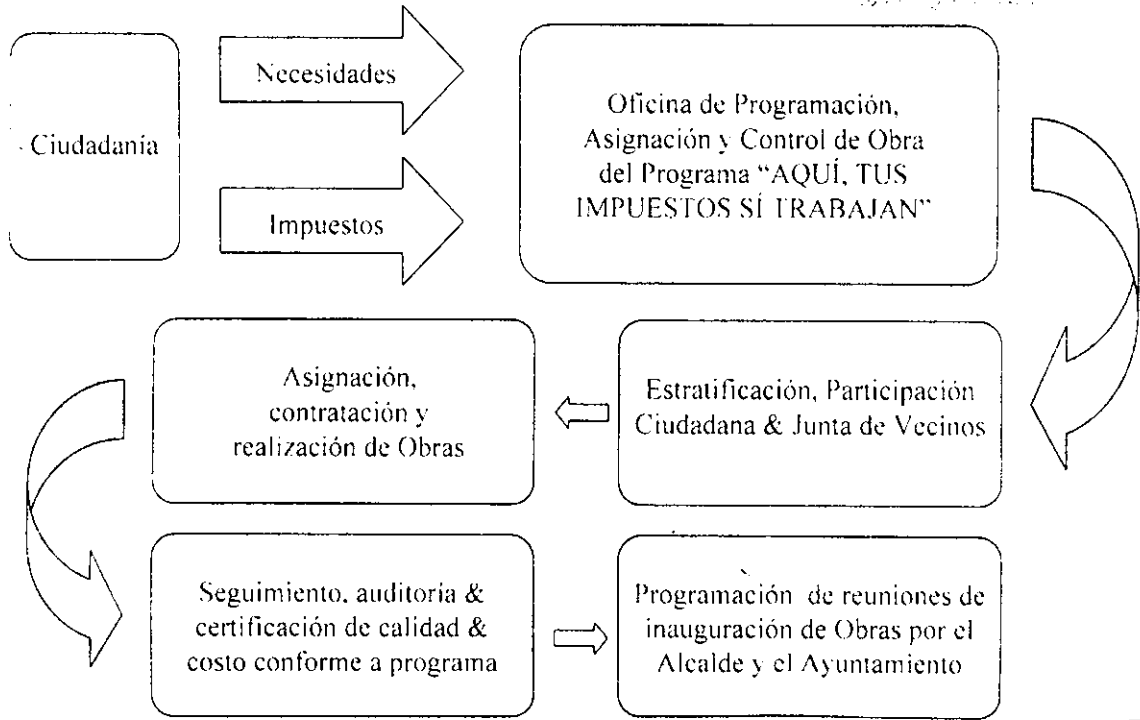 Necesidades
Ciudadanía
Impuestos
Oficina de Programación,
Asignación y Control de Obra
del Programa “AQUÍ, TUS
IMPUESTOS SÍ TRABAJAN”
Estratificación, Participación
Ciudadana & Junta de Vecinos
Asignación,
contratación y
realización de Obras
Seguimiento, auditoria &
certificación de calidad &
costo conforme a programa
Programación de reuniones de
inauguración de Obras por el
Alcalde y el Ayuntamiento